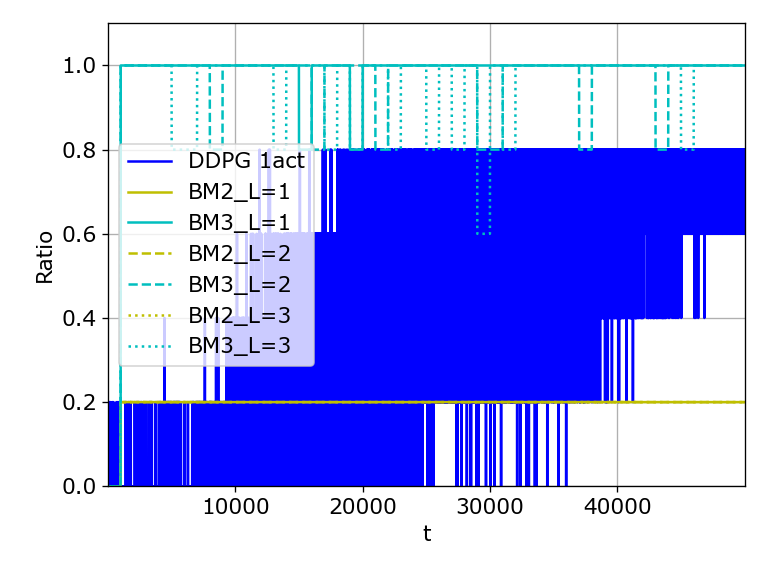 1.0
0.8
0.6
0.4
0.2
0.0
Ratio
DDPG 1act
BM2_L=1
BM3_L=1
BM2_L=2
BM3_L=2
BM2_L=3
BM3_L=3
10000 20000 30000 40000
t